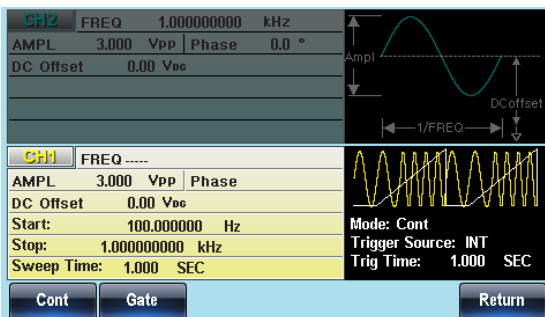 CH2 FREQ 1.000000000 kHz
AMPL 3.000 Vpp Phase 0.0 °
DC Offset 0.00 VDC
Ampl
DCoffset
1/FREQ
CH1 FREQ -----
AMPL 3.000 Vpp Phase
DC Offset 0.00 VDC
Start: 100.000000 Hz
Stop: 1.000000000 kHz
Sweep Time: 1.000 SEC
Mode: Cont
Trigger Source: INT
Trig Time: 1.000 SEC
Cont Gate Return